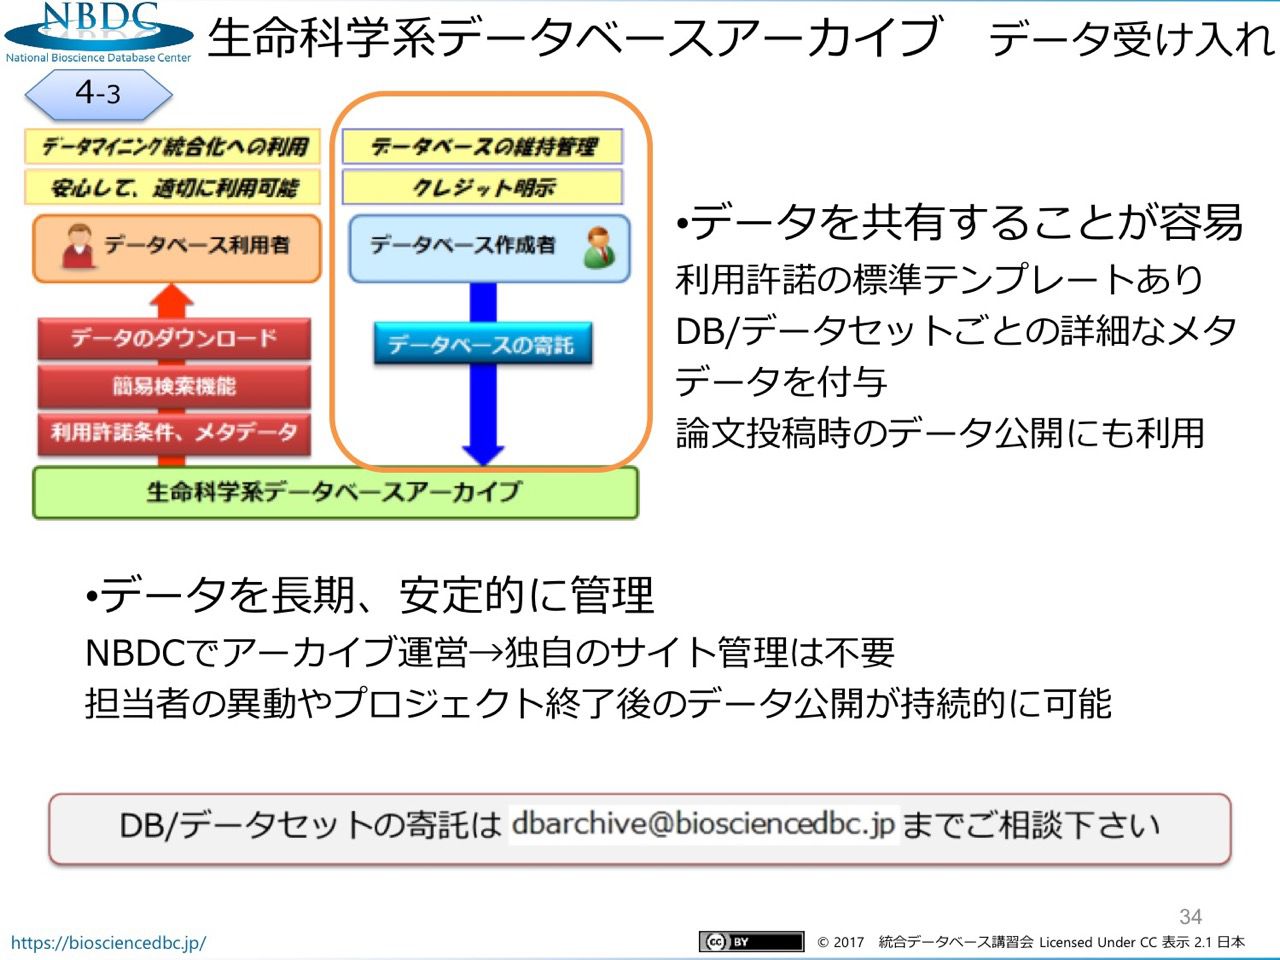 NBDC
National Bioscience Database Center
生命科学系データベースアーカイブ データ受け入れ
4-3
データマイニング統合化への利用
安心して、適切に利用可能
データベース利用者
データのダウンロード
簡易検索機能
利用許諾条件、メタデータ
データベースの維持管理
クレジット明示
データベース作成者
データベースの寄託
生命科学系データベースアーカイブ
•データを共有することが容易
利用許諾の標準テンプレートあり
DB/データセットごとの詳細なメタ
データを付与
論文投稿時のデータ公開にも利用
•データを長期、安定的に管理
NBDCでアーカイブ運営→独自のサイト管理は不要
担当者の異動やプロジェクト終了後のデータ公開が持続的に可能
DB/データセットの寄託は dbarchive@biosciencedbc.jp までご相談下さい
34
https://biosciencedbc.jp/
cc BY
© 2017 統合データベース講習会 Licensed Under CC 表示 2.1 日本